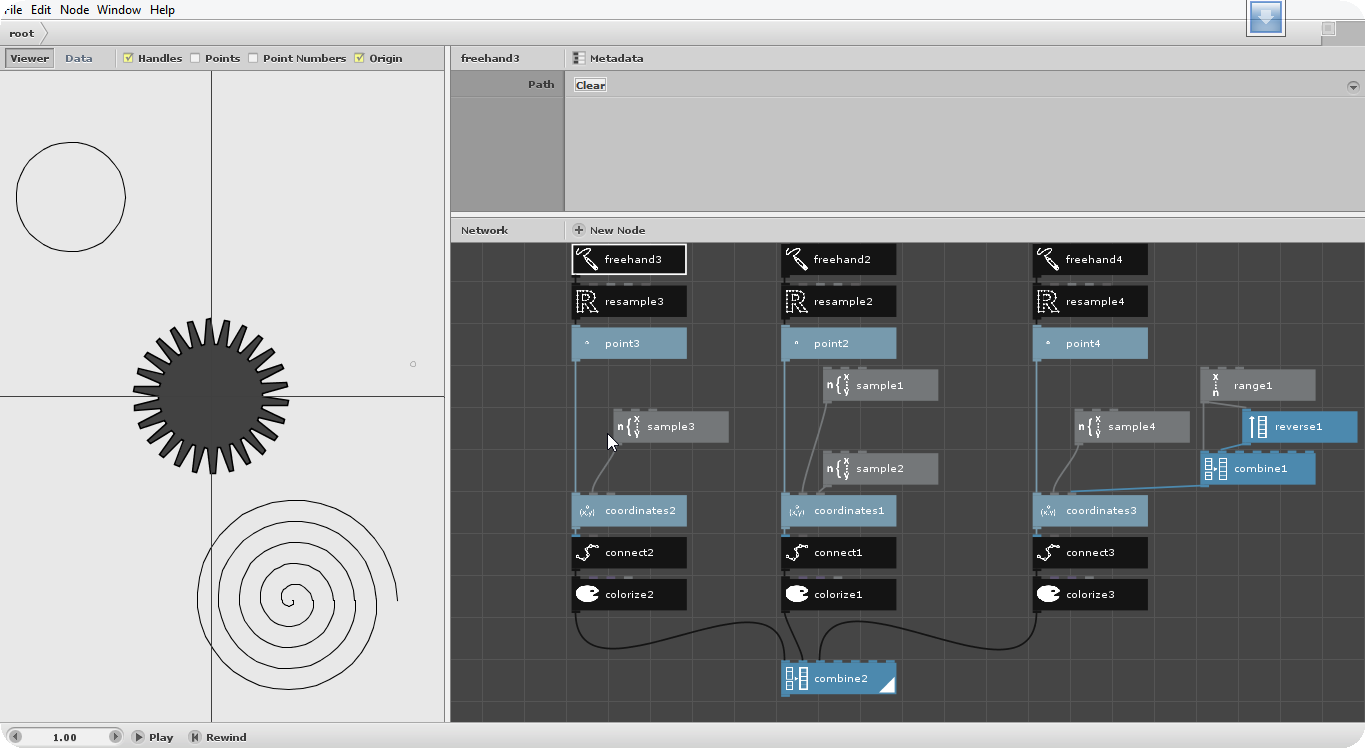 File Edit Node Window Help
root
Viewer Data Handles Points Point Numbers Origin
freehand3 Metadata
Path Clear
Network New Node
freehand3 freehand2 freehand4
R resample3 R resample2 R resample4
point3 point2 point4
n{ x y sample1
x n range1
n{ x y sample3
n{ x y sample4
reverse1
n{ x y sample2
combine1
(x,y) coordinates2 (x,y) coordinates1 (x,y) coordinates3
connect2 connect1 connect3
colorize2 colorize1 colorize3
combine2
1.00 Play Rewind